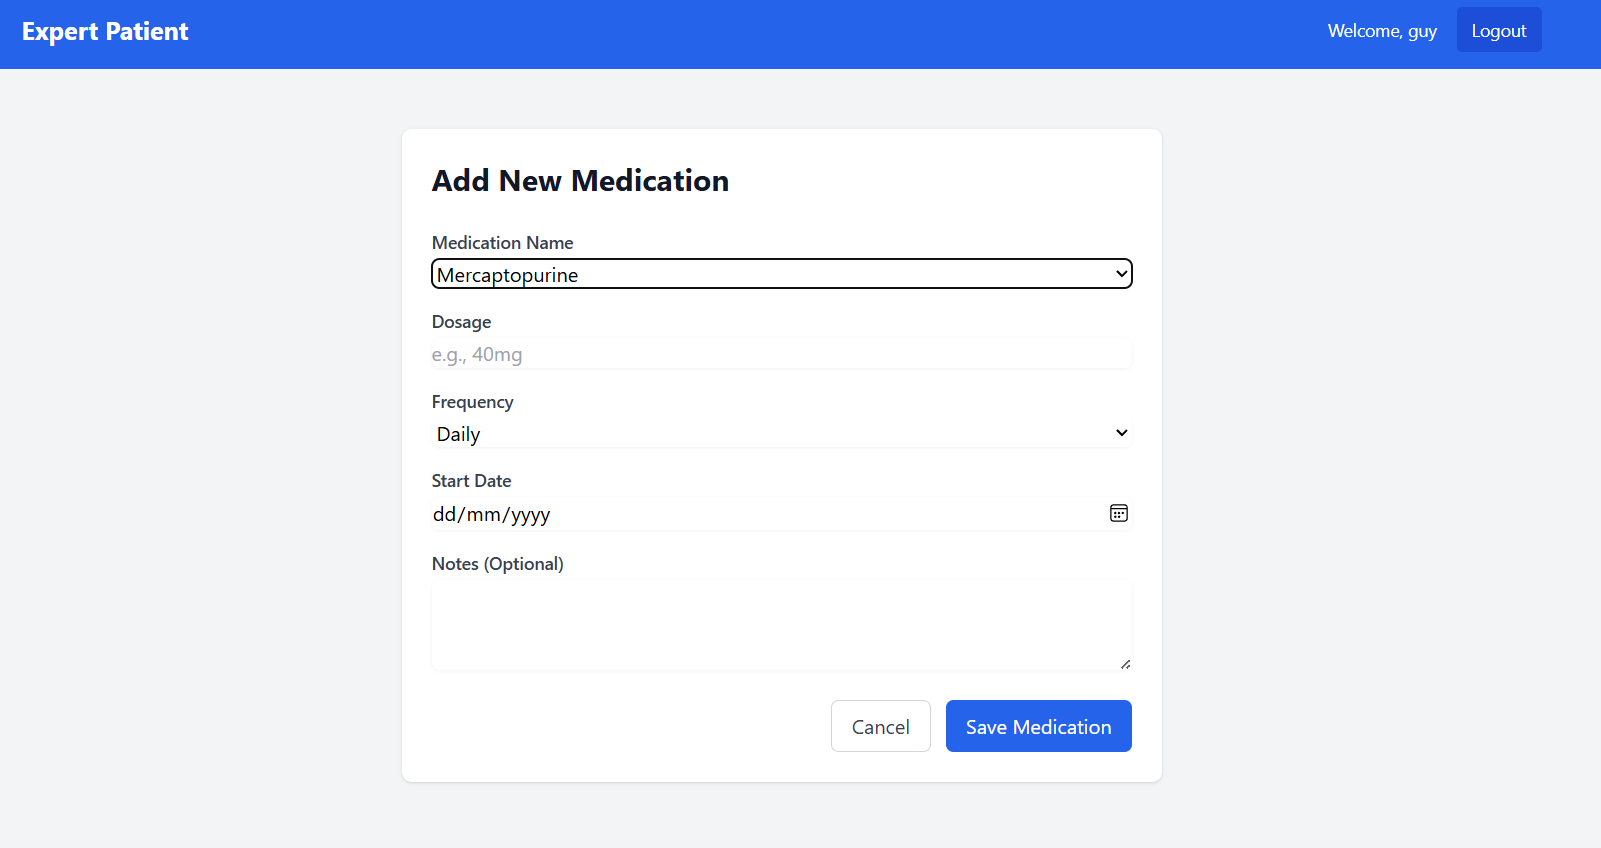 Expert Patient
Welcome, guy
Logout
Add New Medication
Medication Name
Mercaptopurine
Dosage
e.g., 40mg
Frequency
Daily
Start Date
dd/mm/yyyy
Notes (Optional)
Cancel
Save Medication